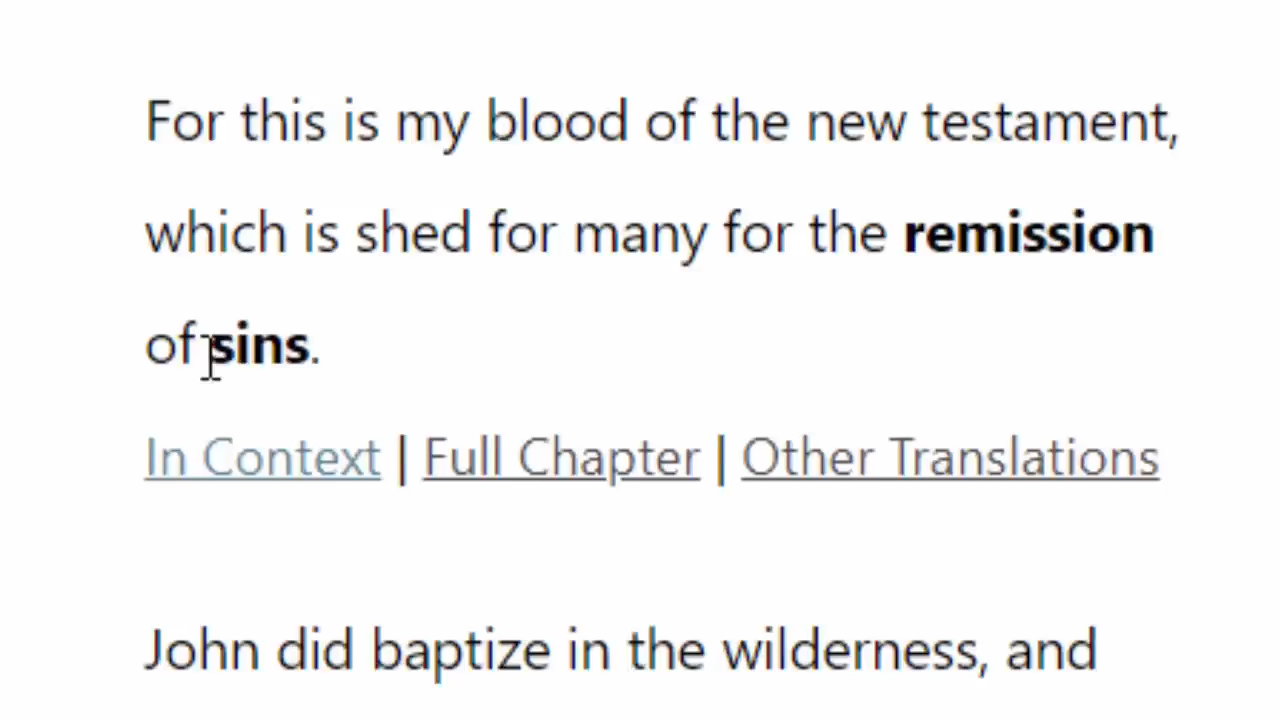 For this is my blood of the new testament,
which is shed for many for the remission
of sins.
In Context | Full Chapter | Other Translations
John did baptize in the wilderness, and